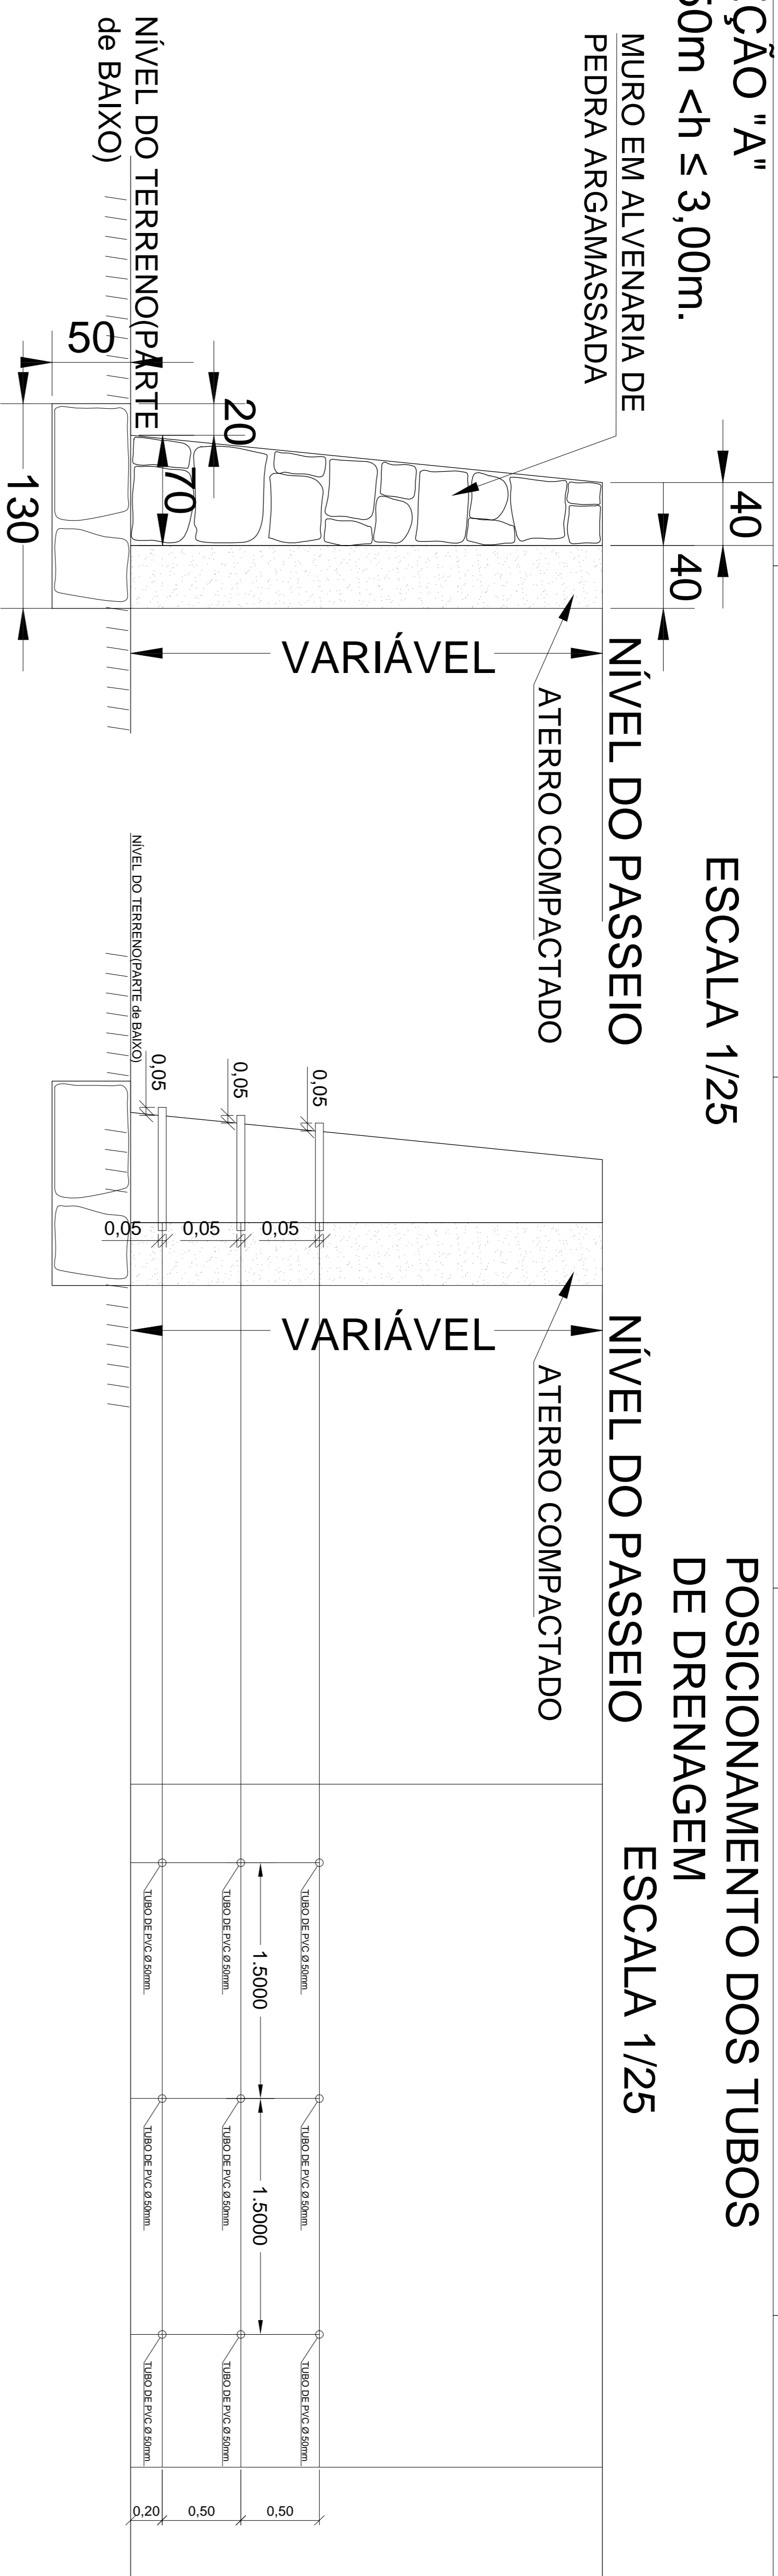 ÇÃO "A"
50m <h ≤ 3,00m.
ESCALA 1/25
MURO EM ALVENARIA DE
PEDRA ARGAMASSADA
40
40
NÍVEL DO PASSEIO
ATERRO COMPACTADO
VARIÁVEL
20
70
NÍVEL DO TERRENO(PARTE
de BAIXO)
50
130
NÍVEL DO PASSEIO
ATERRO COMPACTADO
VARIÁVEL
0,05
0,05
0,05
0,05
0,05
0,05
NÍVEL DO TERRENO(PARTE de BAIXO)
POSICIONAMENTO DOS TUBOS
DE DRENAGEM
ESCALA 1/25
TUBO DE PVC Ø 50mm
TUBO DE PVC Ø 50mm
TUBO DE PVC Ø 50mm
1.5000
1.5000
TUBO DE PVC Ø 50mm
TUBO DE PVC Ø 50mm
TUBO DE PVC Ø 50mm
TUBO DE PVC Ø 50mm
TUBO DE PVC Ø 50mm
TUBO DE PVC Ø 50mm
0,50
0,50
0,20